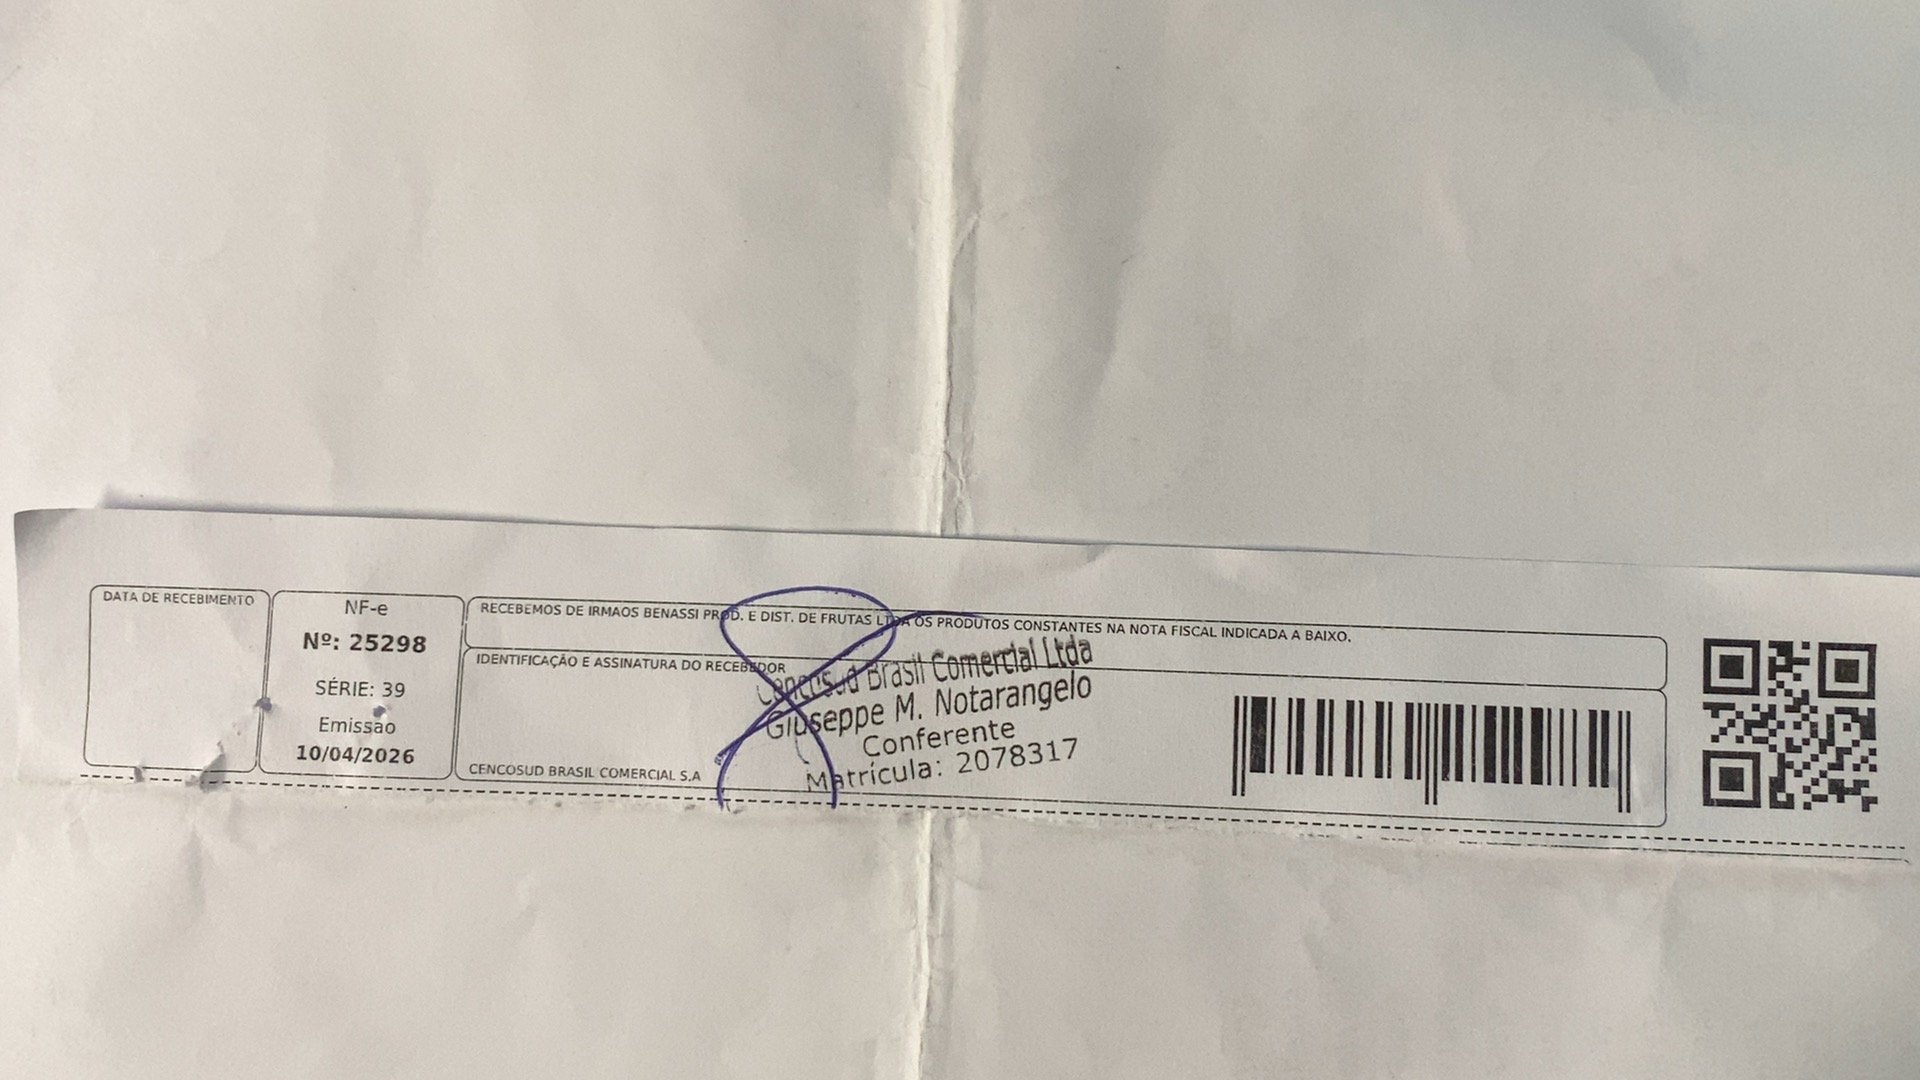 DATA DE RECEBIMENTO
NF-e
Nº: 25298
SÉRIE: 39
Emissão
10/04/2026
RECEBEMOS DE IRMAOS BENASSI PROD. E DIST. DE FRUTAS LTDA OS PRODUTOS CONSTANTES NA NOTA FISCAL INDICADA A BAIXO.
IDENTIFICAÇÃO E ASSINATURA DO RECEBEDOR
CENCOSUD BRASIL COMERCIAL S.A
Cencosud Brasil Comercial Ltda
Giuseppe M. Notarangelo
Conferente
Matrícula: 2078317